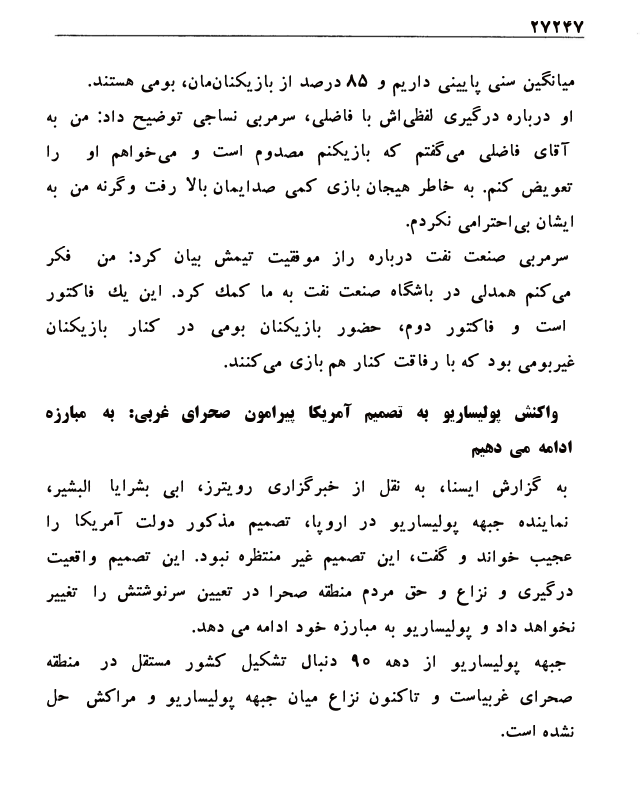 ۲۷۲۴۷
میانگین سنی پایینی داریم و ۸۵ درصد از بازیکنان‌مان، بومی هستند.
او درباره درگیری لفظی‌اش با فاضلی، سرمربی نساجی توضیح داد: من به
آقای فاضلی می‌گفتم که بازیکنم مصدوم است و می‌خواهم او را
تعویض کنم. به خاطر هیجان بازی کمی صدایمان بالا رفت وگرنه من به
ایشان بی‌احترامی نکردم.
سرمربی صنعت نفت درباره راز موفقیت تیمش بیان کرد: من فکر
می‌کنم همدلی در باشگاه صنعت نفت به ما کمك کرد. این یك فاکتور
است و فاکتور دوم، حضور بازیکنان بومی در کنار بازیکنان
غیربومی بود که با رفاقت کنار هم بازی می‌کنند.
واکنش پولیساریو به تصمیم آمریکا پیرامون صحرای غربی: به مبارزه
ادامه می دهیم
به گزارش ایسنا، به نقل از خبرگزاری رویترز، ابی بشرایا البشیر،
نماینده جبهه پولیساریو در اروپا، تصمیم مذکور دولت آمریکا را
عجیب خواند و گفت، این تصمیم غیر منتظره نبود. این تصمیم واقعیت
درگیری و نزاع و حق مردم منطقه صحرا در تعیین سرنوشتش را تغییر
نخواهد داد و پولیساریو به مبارزه خود ادامه می دهد.
جبهه پولیساریو از دهه ۹۰ دنبال تشکیل کشور مستقل در منطقه
صحرای غربیاست و تاکنون نزاع میان جبهه پولیساریو و مراکش حل
نشده است.